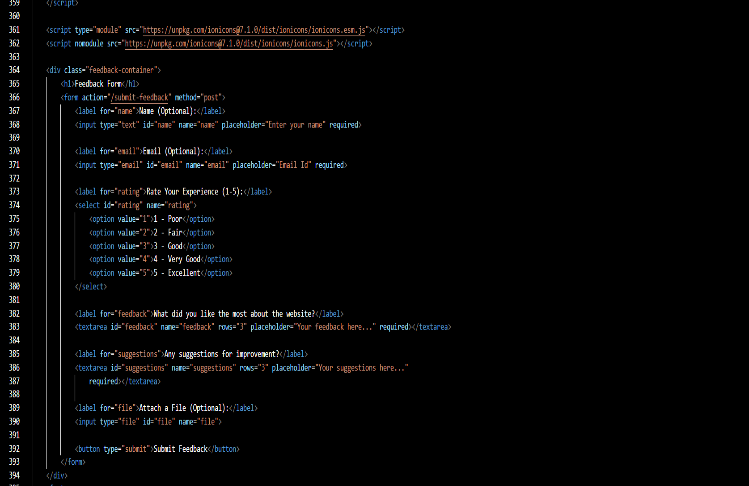 359 </script>
360
361 <script type="module" src="https://unpkg.com/ionicons@7.1.0/dist/ionicons/ionicons.esm.js"></script>
362 <script nomodule src="https://unpkg.com/ionicons@7.1.0/dist/ionicons/ionicons.js"></script>
363
364 <div class="feedback-container">
365 <h1>Feedback Form</h1>
366 <form action="/submit-feedback" method="post">
367 <label for="name">Name (Optional):</label>
368 <input type="text" id="name" name="name" placeholder="Enter your name" required>
369
370 <label for="email">Email (Optional):</label>
371 <input type="email" id="email" name="email" placeholder="Email Id" required>
372
373 <label for="rating">Rate Your Experience (1-5):</label>
374 <select id="rating" name="rating">
375 <option value="1">1 - Poor</option>
376 <option value="2">2 - Fair</option>
377 <option value="3">3 - Good</option>
378 <option value="4">4 - Very Good</option>
379 <option value="5">5 - Excellent</option>
380 </select>
381
382 <label for="feedback">What did you like the most about the website?</label>
383 <textarea id="feedback" name="feedback" rows="3" placeholder="Your feedback here..." required></textarea>
384
385 <label for="suggestions">Any suggestions for improvement?</label>
386 <textarea id="suggestions" name="suggestions" rows="3" placeholder="Your suggestions here..."
387 required></textarea>
388
389 <label for="file">Attach a File (Optional):</label>
390 <input type="file" id="file" name="file">
391
392 <button type="submit">Submit Feedback</button>
393 </form>
394 </div>